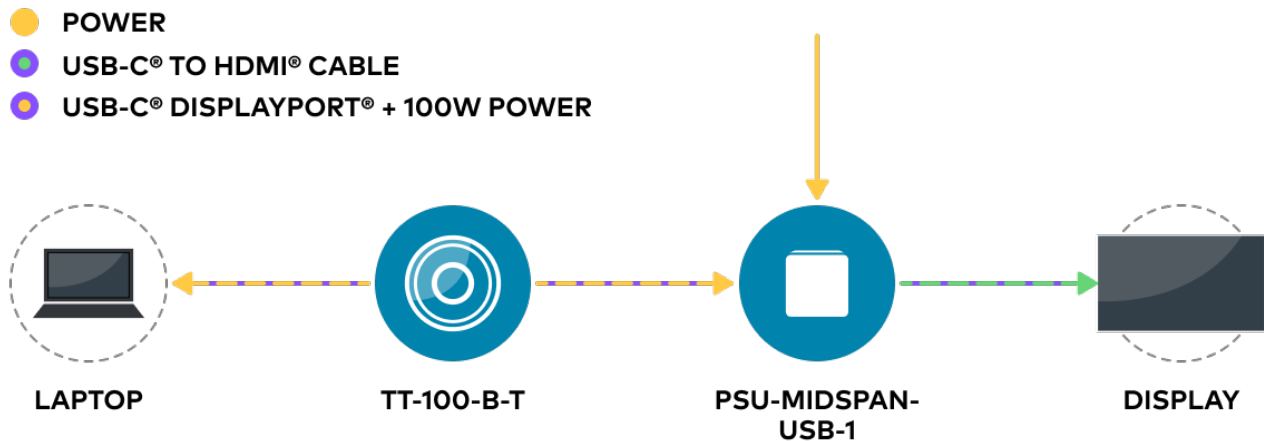 POWER
USB-C® TO HDMI® CABLE
USB-C® DISPLAYPORT® + 100W POWER
LAPTOP
TT-100-B-T
PSU-MIDSPAN-
USB-1
DISPLAY